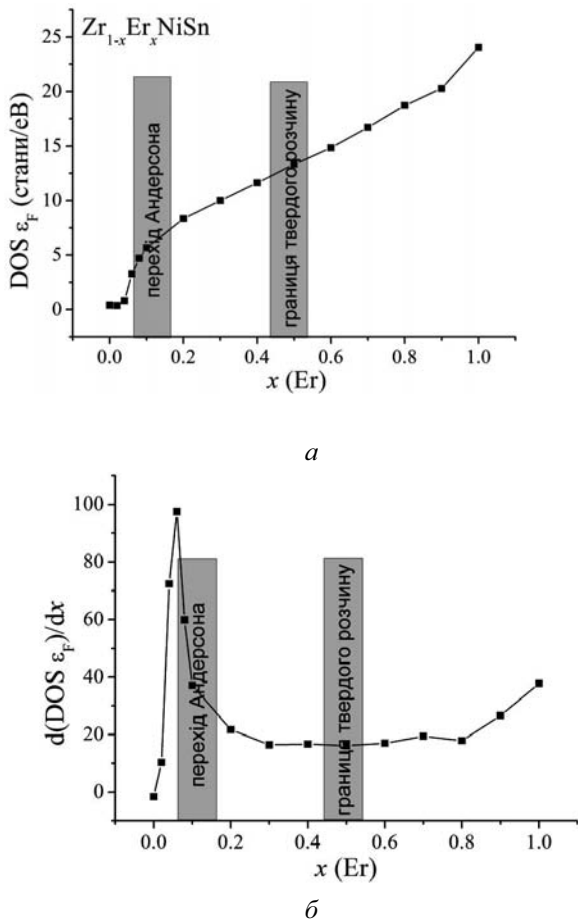 Zr1-xErxNiSn
DOS εF (стани/еВ)
25
20
15
10
5
0
перехід Андерсона
границя твердого розчину
0.0 0.2 0.4 0.6 0.8 1.0
x (Er)
а
d(DOS εF)/dx
100
80
60
40
20
0
перехід Андерсона
границя твердого розчину
0.0 0.2 0.4 0.6 0.8 1.0
x (Er)
б